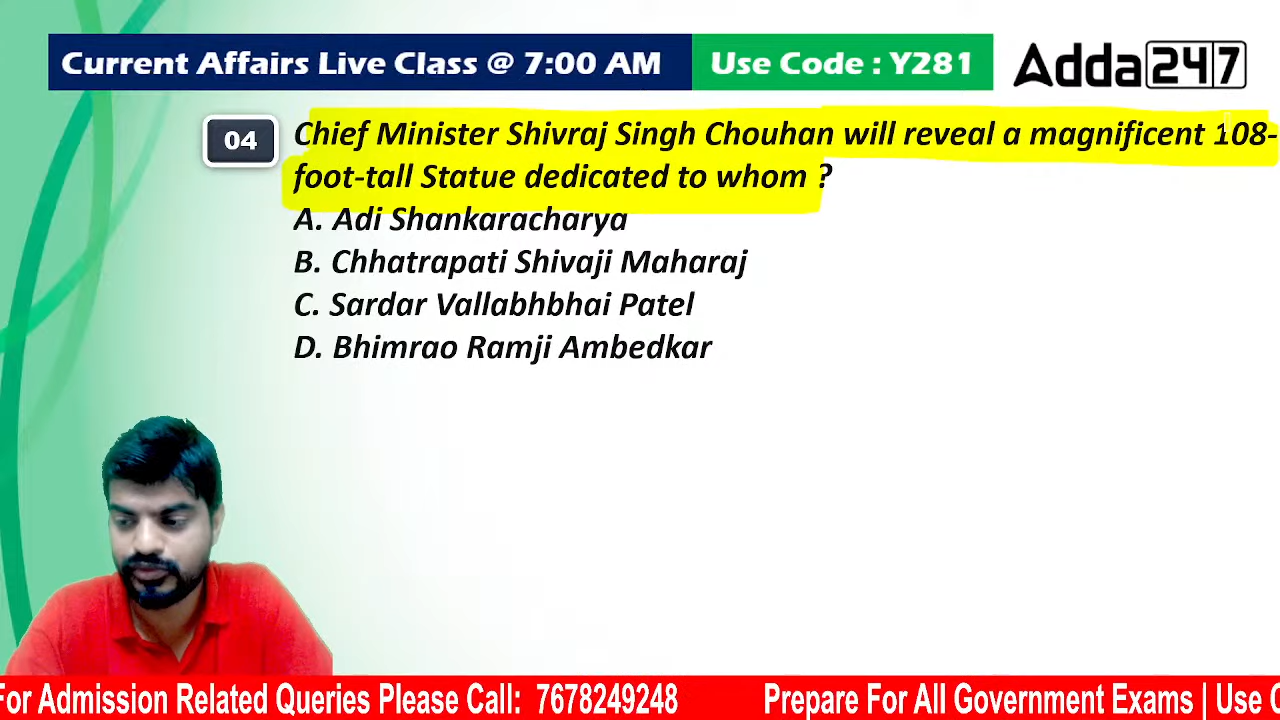 Current Affairs Live Class @ 7:00 AM
Use Code : Y281
Adda247
04
Chief Minister Shivraj Singh Chouhan will reveal a magnificent 108-
foot-tall Statue dedicated to whom ?
A. Adi Shankaracharya
B. Chhatrapati Shivaji Maharaj
C. Sardar Vallabhbhai Patel
D. Bhimrao Ramji Ambedkar
For Admission Related Queries Please Call: 7678249248
Prepare For All Government Exams | Use